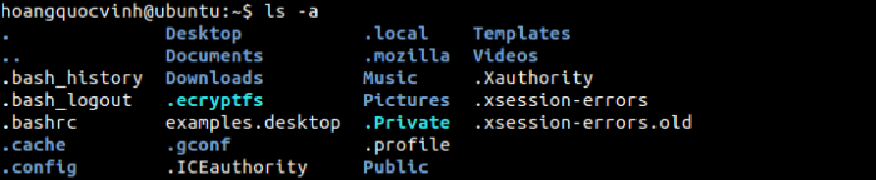 hoangquocvinh@ubuntu:~$ ls -a
. Desktop .local Templates
.. Documents .mozilla Videos
.bash_history Downloads Music .Xauthority
.bash_logout .ecryptfs Pictures .xsession-errors
.bashrc examples.desktop .Private .xsession-errors.old
.cache .gconf .profile
.config .ICEauthority Public